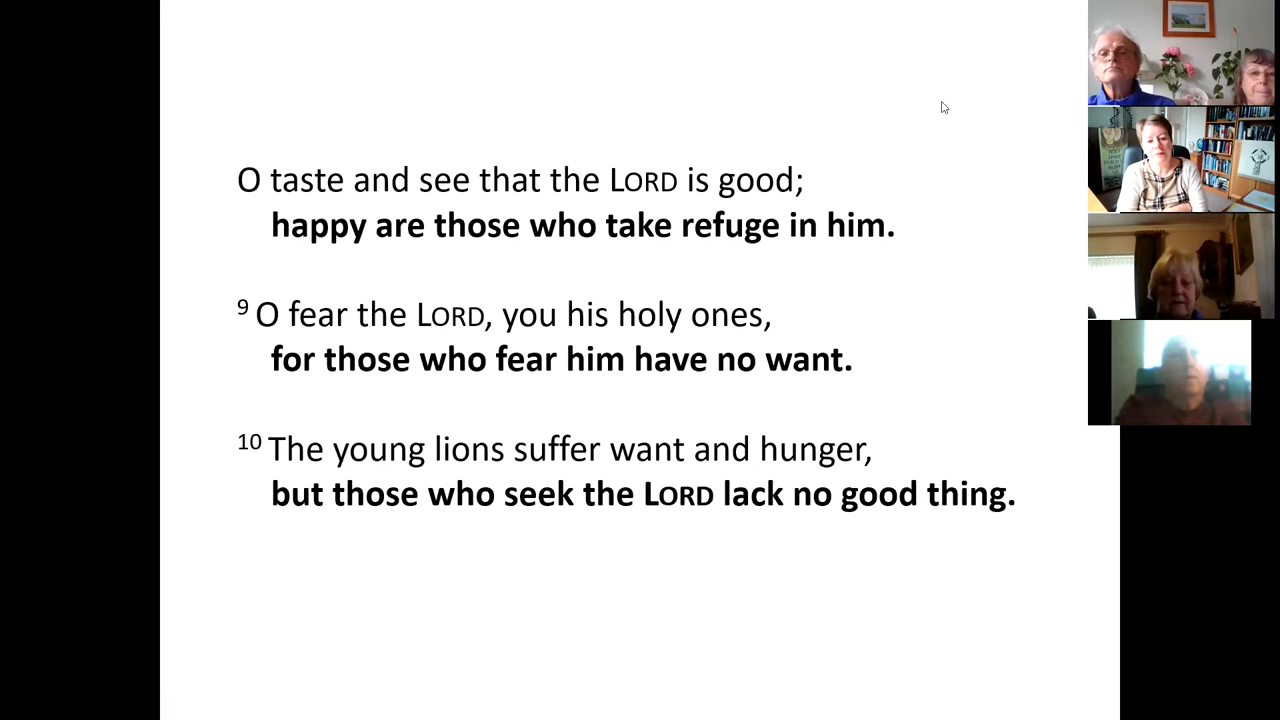 O taste and see that the LORD is good;
happy are those who take refuge in him.
9 O fear the LORD, you his holy ones,
for those who fear him have no want.
10 The young lions suffer want and hunger,
but those who seek the LORD lack no good thing.